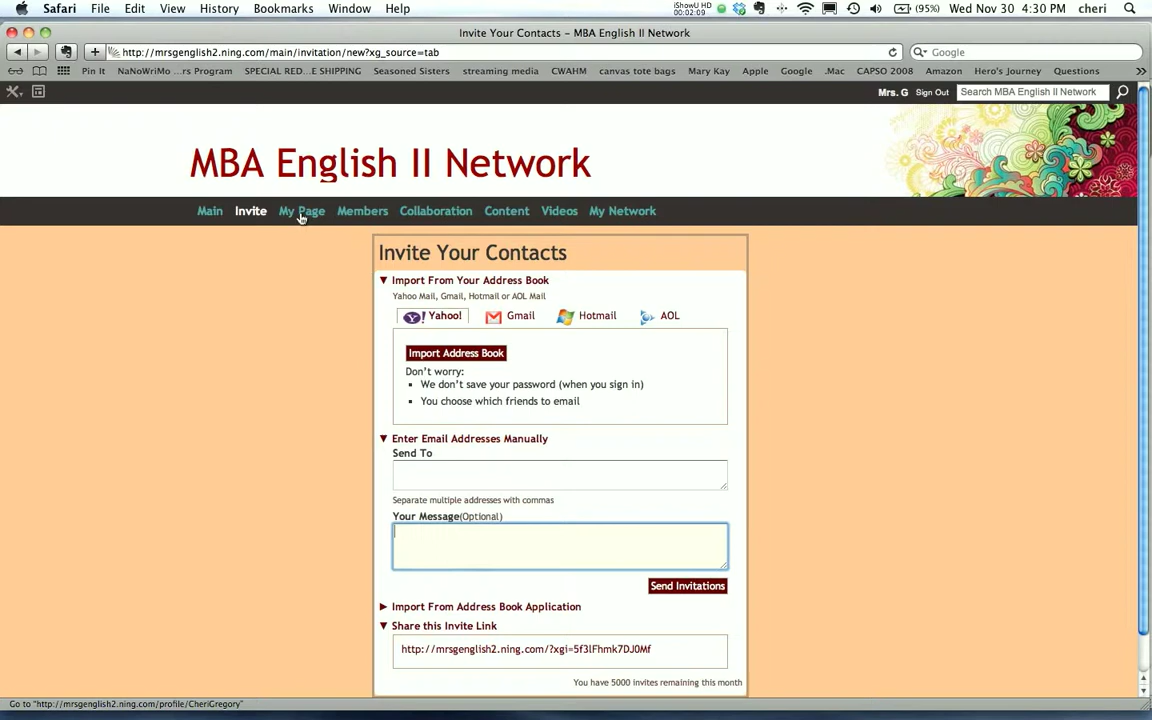 Safari File Edit View History Bookmarks Window Help iShowU HD 00:02:09 (95%) Wed Nov 30 4:30 PM cheri
Invite Your Contacts – MBA English II Network
http://mrsgenglish2.ning.com/main/invitation/new?xg_source=tab Google
Pin It NaNoWriMo ...rs Program SPECIAL RED...E SHIPPING Seasoned Sisters streaming media CWAHM canvas tote bags Mary Kay Apple Google .Mac CAPSO 2008 Amazon Hero's Journey Questions
Mrs. G Sign Out Search MBA English II Network
MBA English II Network
Main Invite My Page Members Collaboration Content Videos My Network
Invite Your Contacts
Import From Your Address Book
Yahoo Mail, Gmail, Hotmail or AOL Mail
Yahoo! Gmail Hotmail AOL
Import Address Book
Don't worry:
We don't save your password (when you sign in)
You choose which friends to email
Enter Email Addresses Manually
Send To
Separate multiple addresses with commas
Your Message(Optional)
Send Invitations
Import From Address Book Application
Share this Invite Link
http://mrsgenglish2.ning.com/?xgi=5f3lFhmk7DJ0Mf
You have 5000 invites remaining this month
Go to "http://mrsgenglish2.ning.com/profile/CheriGregory"